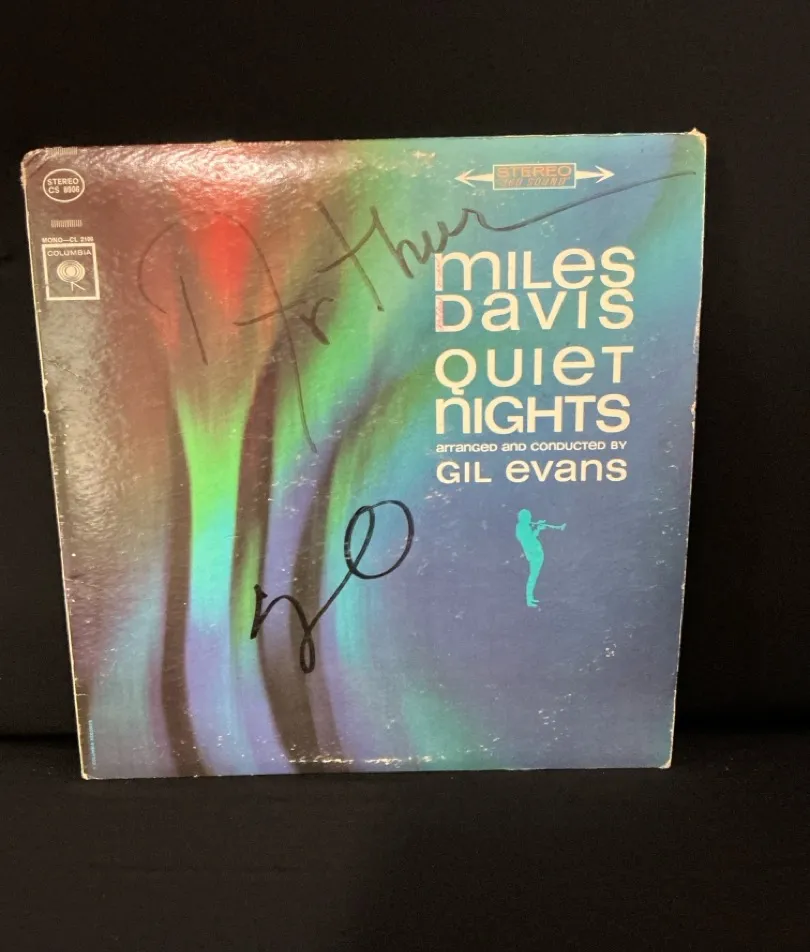 STEREO
CS 8906
MONO—CL 2106
COLUMBIA
STEREO
360 SOUND
Arthur
miles
Davis
Quiet
nights
arranged and conducted by
Gil evans